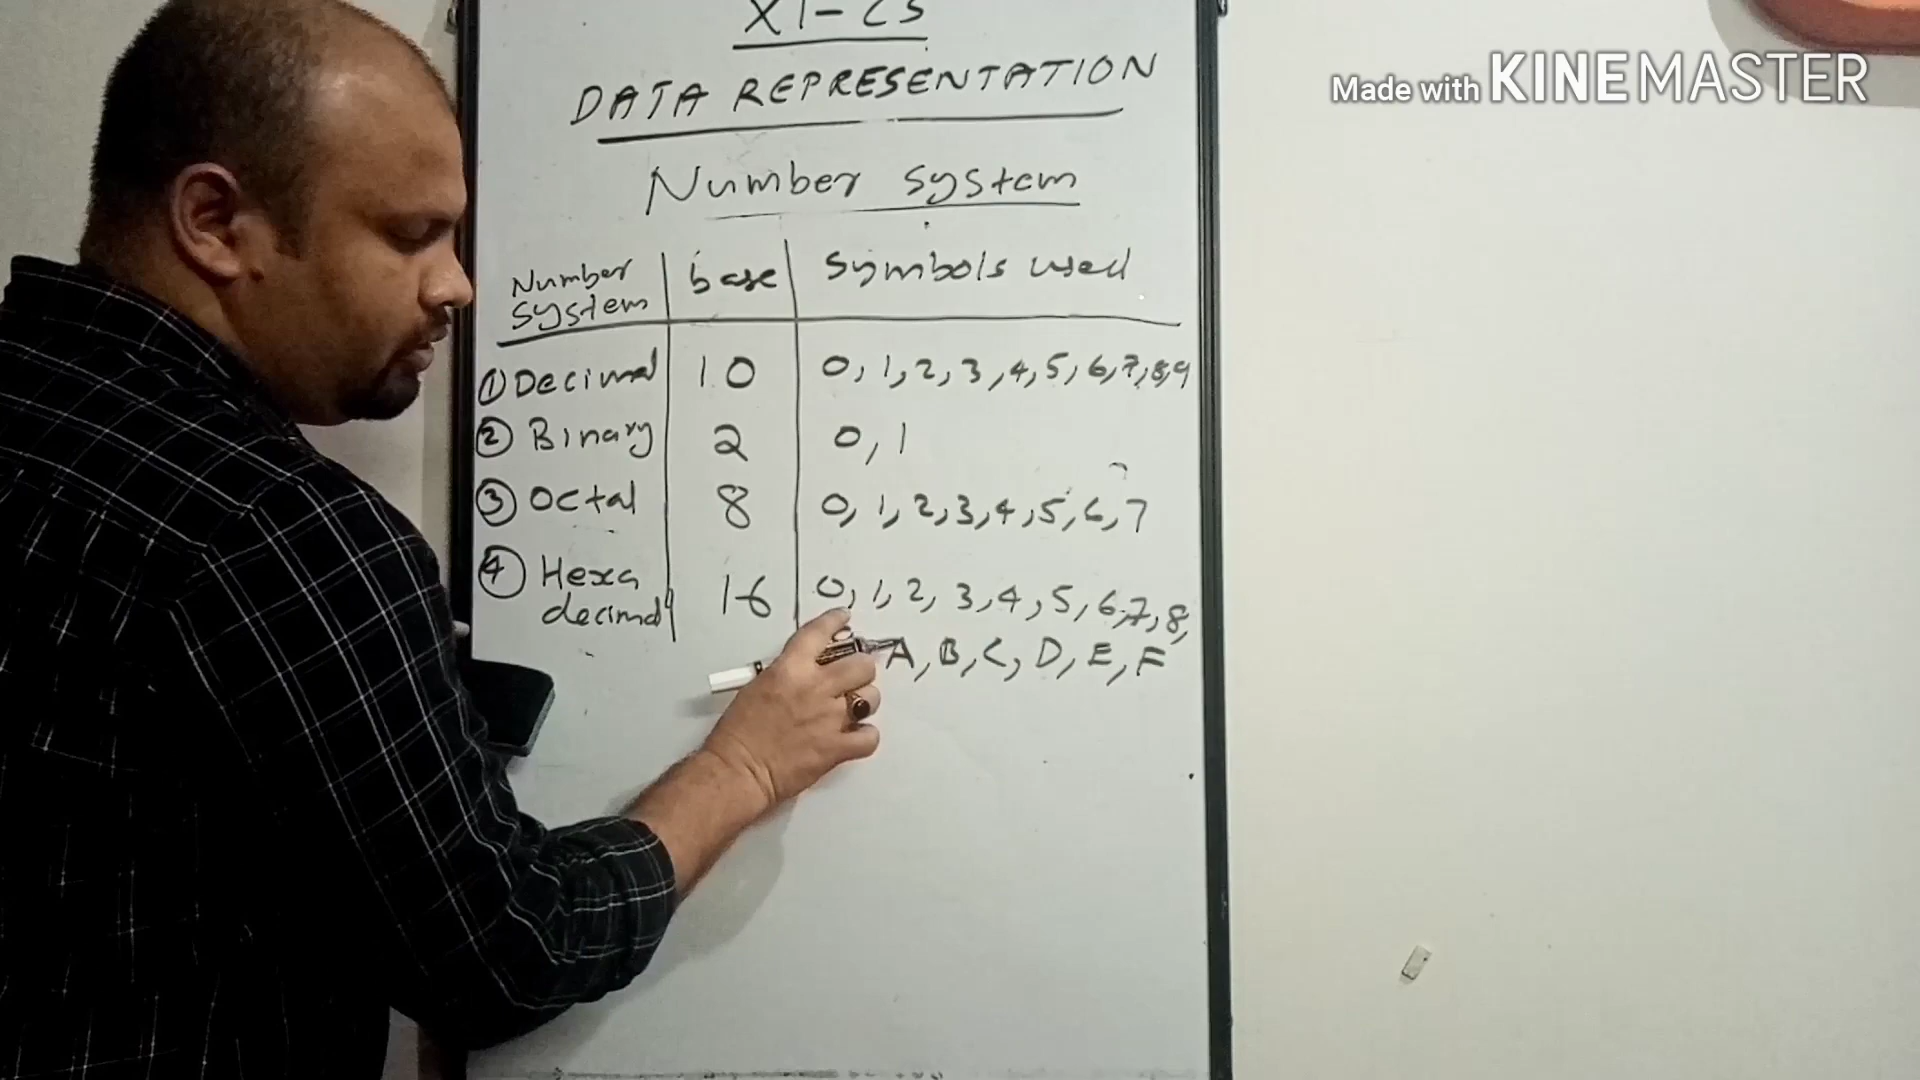 XI-CS
Made with KINEMASTER
DATA REPRESENTATION
Number system
Number system base symbols used
① Decimal 10 0, 1, 2, 3, 4, 5, 6, 7, 8, 9
② Binary 2 0, 1
③ Octal 8 0, 1, 2, 3, 4, 5, 6, 7
④ Hexa decimal 16 0, 1, 2, 3, 4, 5, 6, 7, 8,
A, B, C, D, E, F